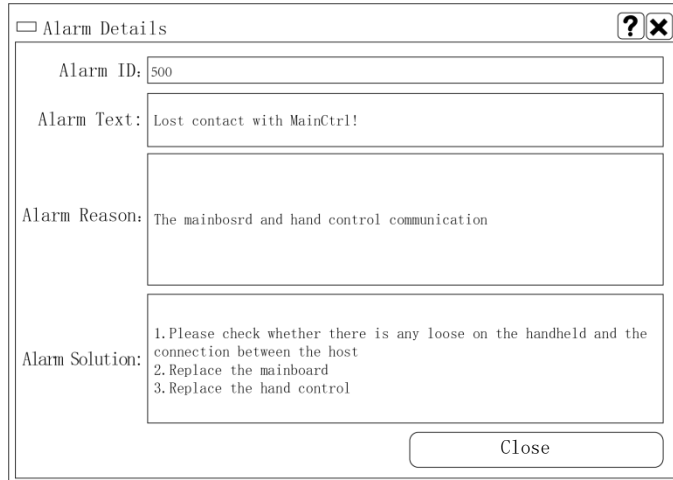 Alarm Details
?
Alarm ID: 500
Alarm Text: Lost contact with MainCtrl!
Alarm Reason: The mainbosrd and hand control communication
Alarm Solution: 1.Please check whether there is any loose on the handheld and the
connection between the host
2.Replace the mainboard
3.Replace the hand control
Close